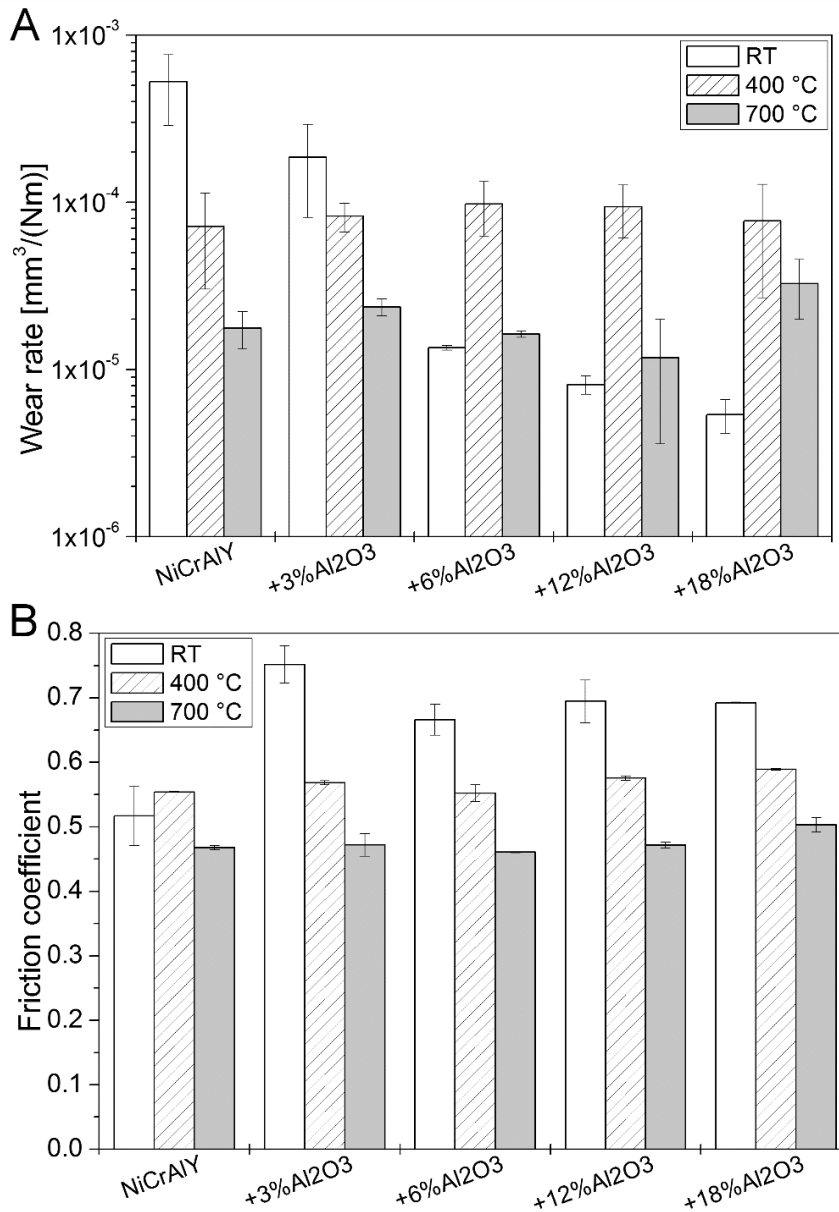 A
1x10⁻³
1x10⁻⁴
1x10⁻⁵
1x10⁻⁶
Wear rate [mm³/(Nm)]
RT
400 °C
700 °C
NiCrAlY
+3%Al2O3
+6%Al2O3
+12%Al2O3
+18%Al2O3
B
0.8
0.7
0.6
0.5
0.4
0.3
0.2
0.1
0.0
Friction coefficient
RT
400 °C
700 °C
NiCrAlY
+3%Al2O3
+6%Al2O3
+12%Al2O3
+18%Al2O3